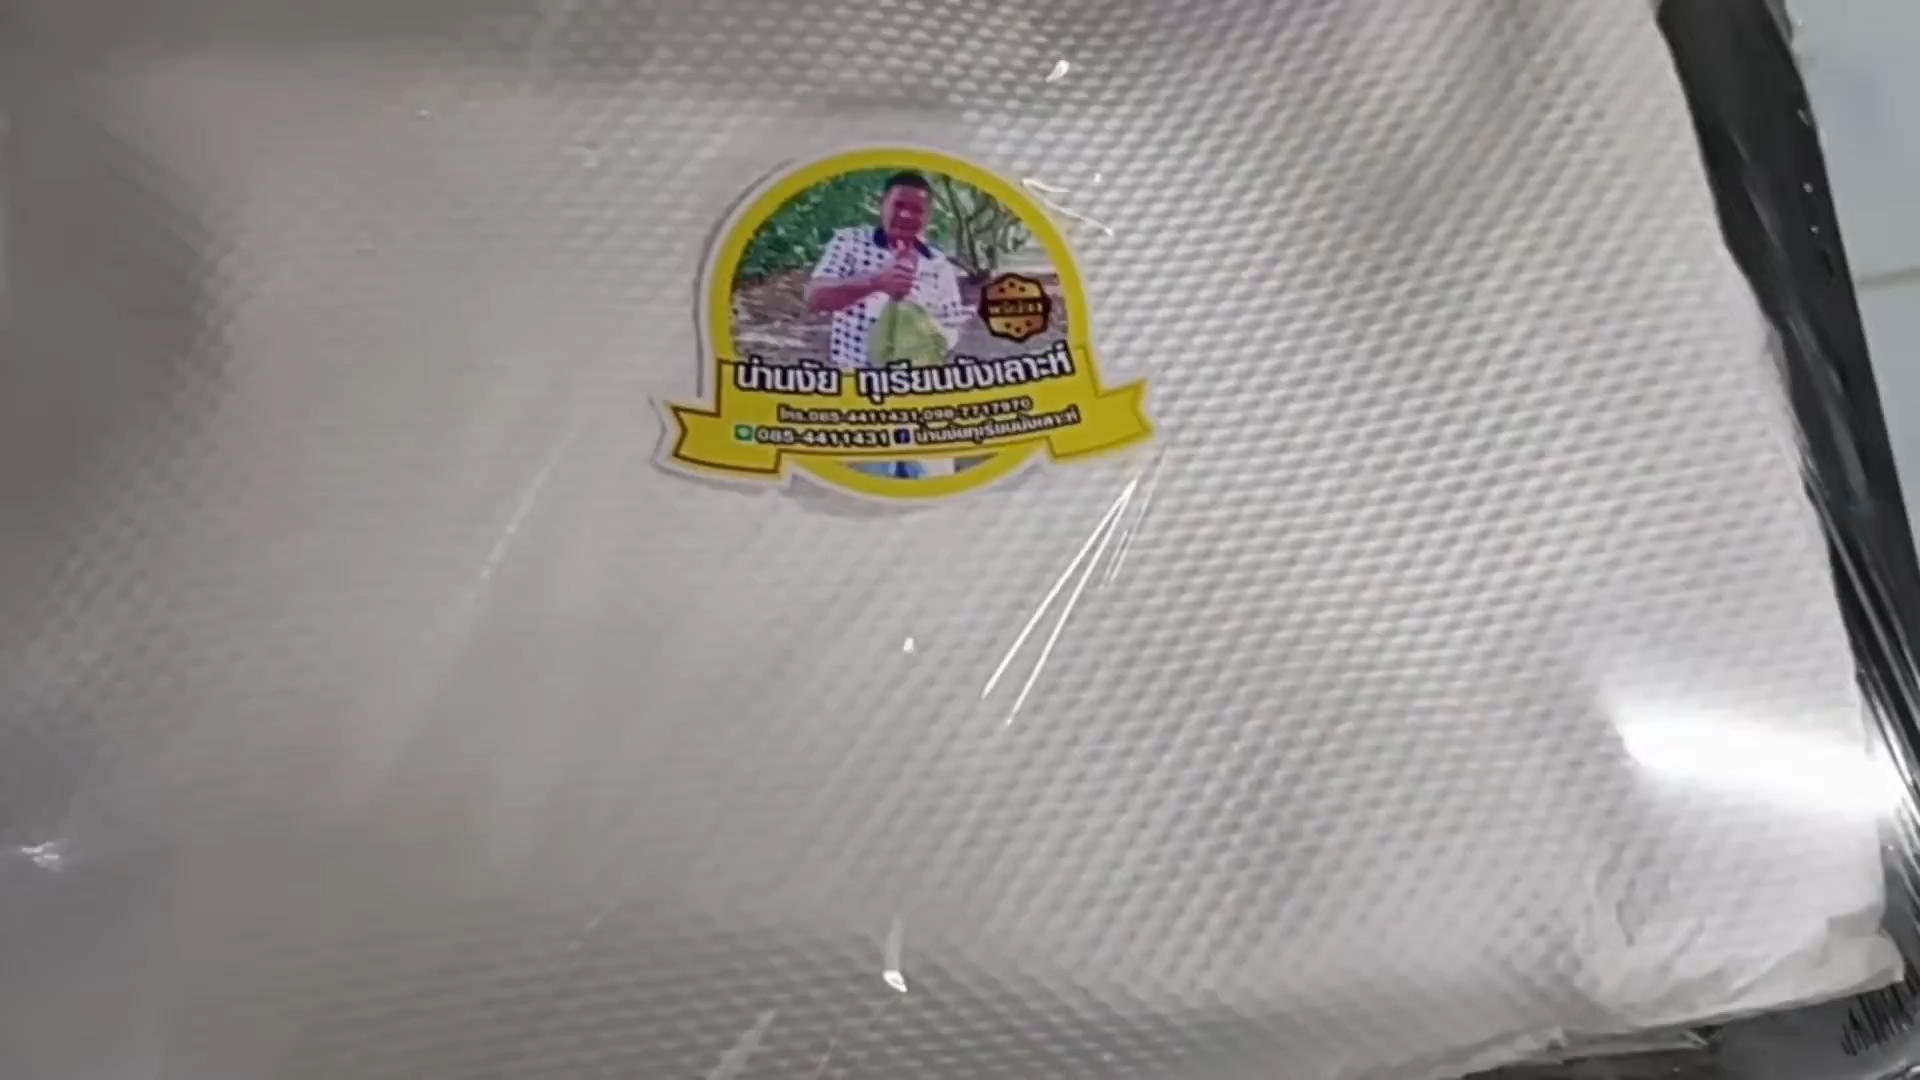 น่านงัย ทุเรียนบังเลาะห์
โทร.085-4411431,098-7717970
085-4411431 น่านงัยทุเรียนบังเลาะห์